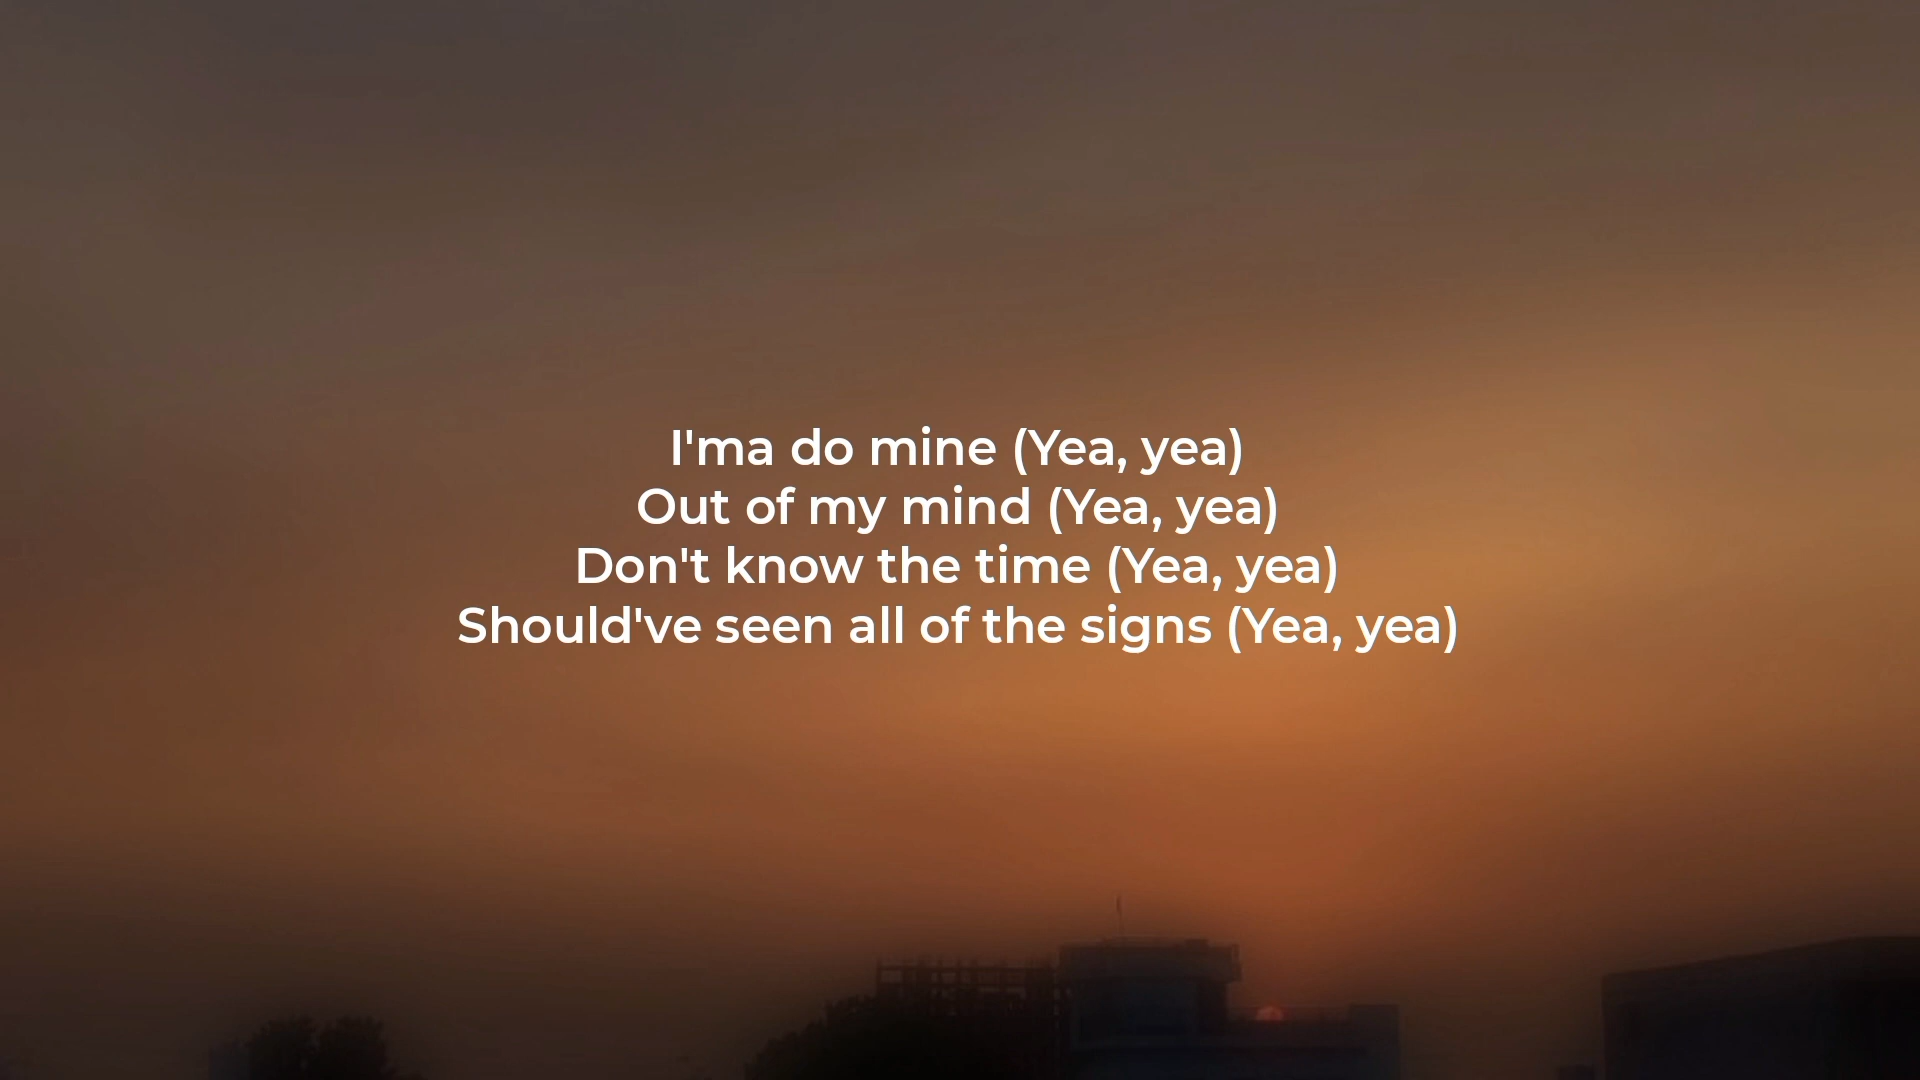 I'ma do mine (Yea, yea)
Out of my mind (Yea, yea)
Don't know the time (Yea, yea)
Should've seen all of the signs (Yea, yea)